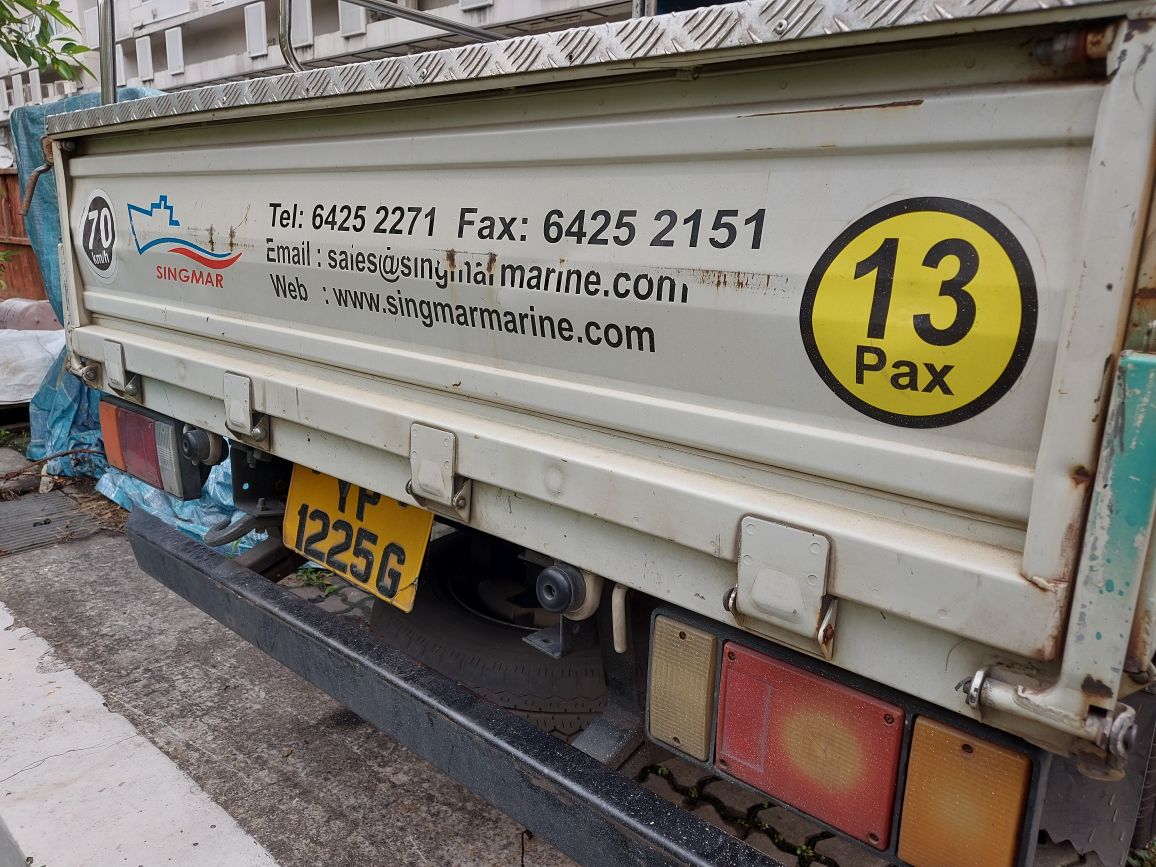 70
km/h
SINGMAR
Tel: 6425 2271 Fax: 6425 2151
Email : sales@singmarmarine.com
Web : www.singmarmarine.com
13
Pax
YP
1225G